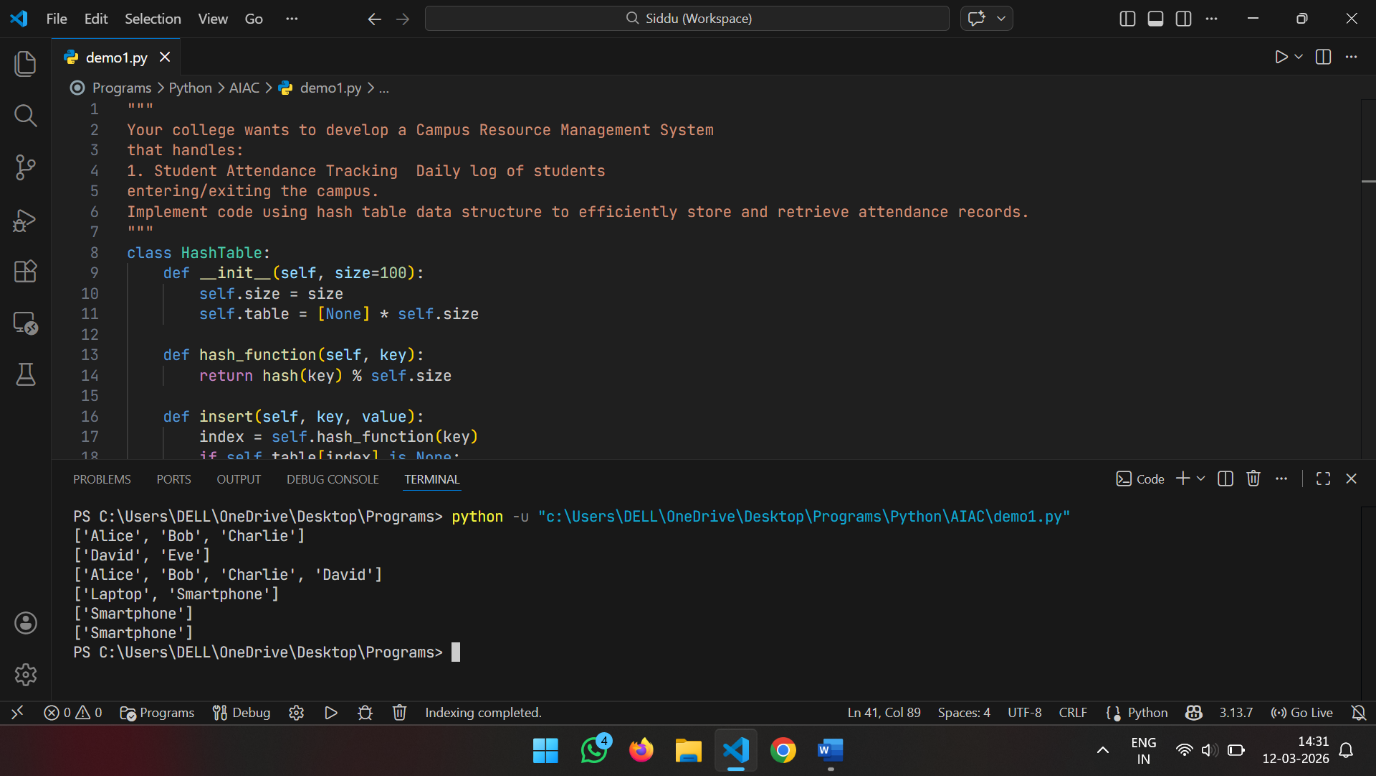 File Edit Selection View Go ··· Siddu (Workspace)
demo1.py
Programs > Python > AIAC > demo1.py > ...
1 """
2 Your college wants to develop a Campus Resource Management System
3 that handles:
4 1. Student Attendance Tracking  Daily log of students
5 entering/exiting the campus.
6 Implement code using hash table data structure to efficiently store and retrieve attendance records.
7 """
8 class HashTable:
9     def __init__(self, size=100):
10         self.size = size
11         self.table = [None] * self.size
12
13     def hash_function(self, key):
14         return hash(key) % self.size
15
16     def insert(self, key, value):
17         index = self.hash_function(key)
18         if self.table[index] is None:
PROBLEMS PORTS OUTPUT DEBUG CONSOLE TERMINAL Code
PS C:\Users\DELL\OneDrive\Desktop\Programs> python -u "c:\Users\DELL\OneDrive\Desktop\Programs\Python\AIAC\demo1.py"
['Alice', 'Bob', 'Charlie']
['David', 'Eve']
['Alice', 'Bob', 'Charlie', 'David']
['Laptop', 'Smartphone']
['Smartphone']
['Smartphone']
PS C:\Users\DELL\OneDrive\Desktop\Programs>
0 0 Programs Debug Indexing completed. Ln 41, Col 89 Spaces: 4 UTF-8 CRLF Python 3.13.7 Go Live
4 W ENG IN 14:31 12-03-2026